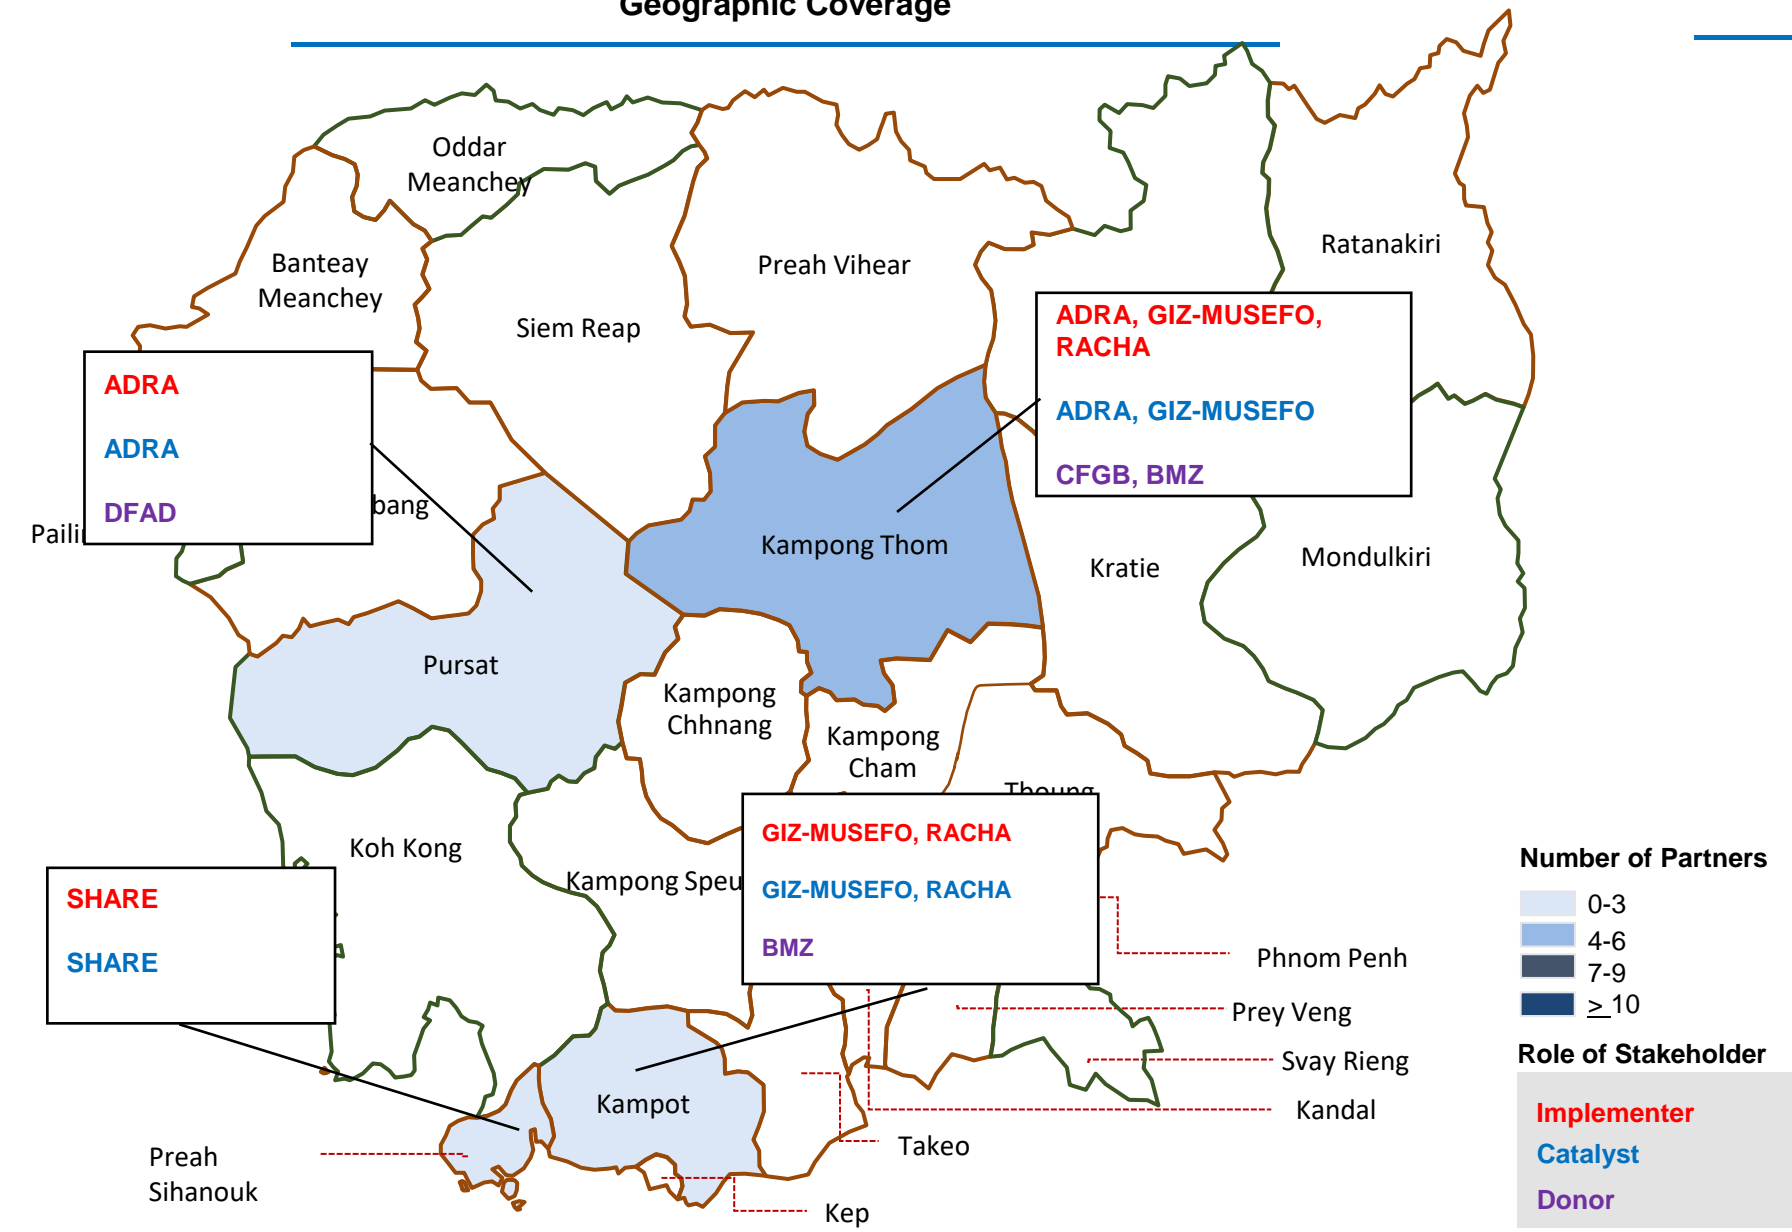 Geographic Coverage
Oddar
Meanchey
Banteay
Meanchey
Siem Reap
Preah Vihear
Ratanakiri
ADRA, GIZ-MUSEFO,
RACHA
ADRA, GIZ-MUSEFO
CFGB, BMZ
ADRA
ADRA
DFAD
bang
Pailin
Kampong Thom
Kratie
Mondulkiri
Pursat
Kampong
Chhnang
Kampong
Cham
Tboung
Koh Kong
Kampong Speu
GIZ-MUSEFO, RACHA
GIZ-MUSEFO, RACHA
BMZ
SHARE
SHARE
Number of Partners
0-3
4-6
7-9
≥ 10
Phnom Penh
Prey Veng
Svay Rieng
Kandal
Takeo
Kampot
Preah
Sihanouk
Kep
Role of Stakeholder
Implementer
Catalyst
Donor